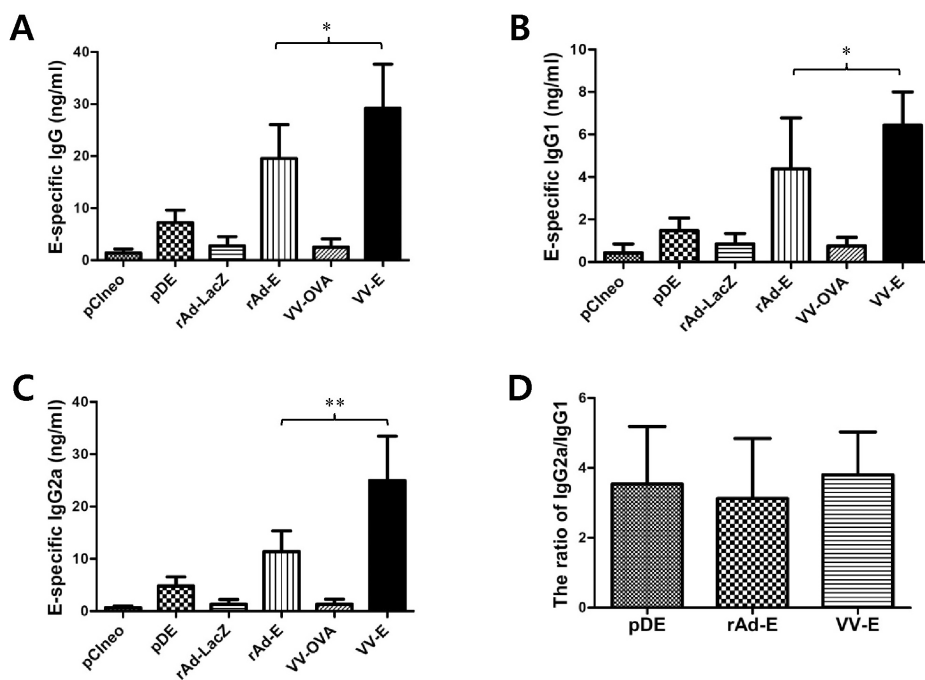 A
E-specific IgG (ng/ml)
40
30
20
10
0
*
pCIneo
pDE
rAd-LacZ
rAd-E
VV-OVA
VV-E
B
E-specific IgG1 (ng/ml)
10
8
6
4
2
0
*
pCIneo
pDE
rAd-LacZ
rAd-E
VV-OVA
VV-E
C
E-specific IgG2a (ng/ml)
40
30
20
10
0
**
pCIneo
pDE
rAd-LacZ
rAd-E
VV-OVA
VV-E
D
The ratio of IgG2a/IgG1
6
4
2
0
pDE
rAd-E
VV-E